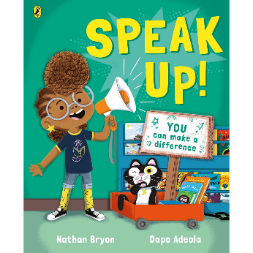 SPEAK
UP!
YOU
can make a
difference
Nathan Bryon
Dapo Adeola